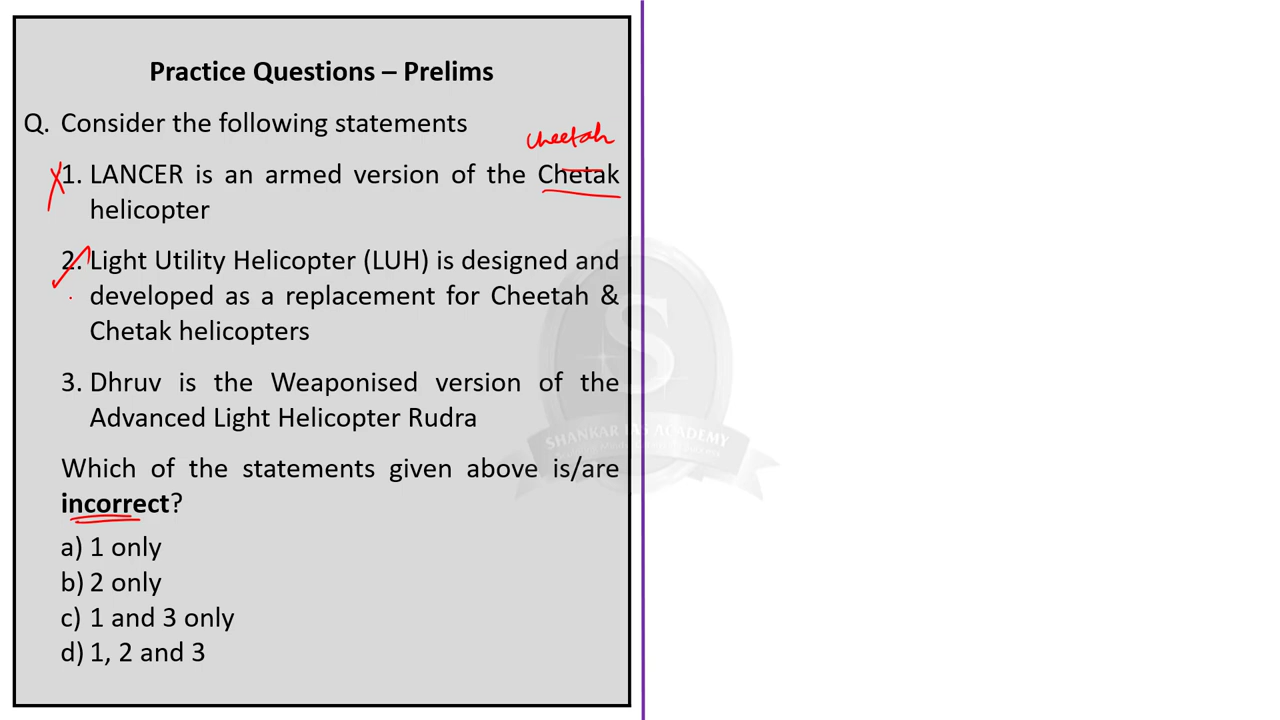 Practice Questions – Prelims
Q. Consider the following statements
cheetah
1. LANCER is an armed version of the Chetak
helicopter
2. Light Utility Helicopter (LUH) is designed and
developed as a replacement for Cheetah &
Chetak helicopters
3. Dhruv is the Weaponised version of the
Advanced Light Helicopter Rudra
Which of the statements given above is/are
incorrect?
a) 1 only
b) 2 only
c) 1 and 3 only
d) 1, 2 and 3
S
SHANKAR IAS ACADEMY